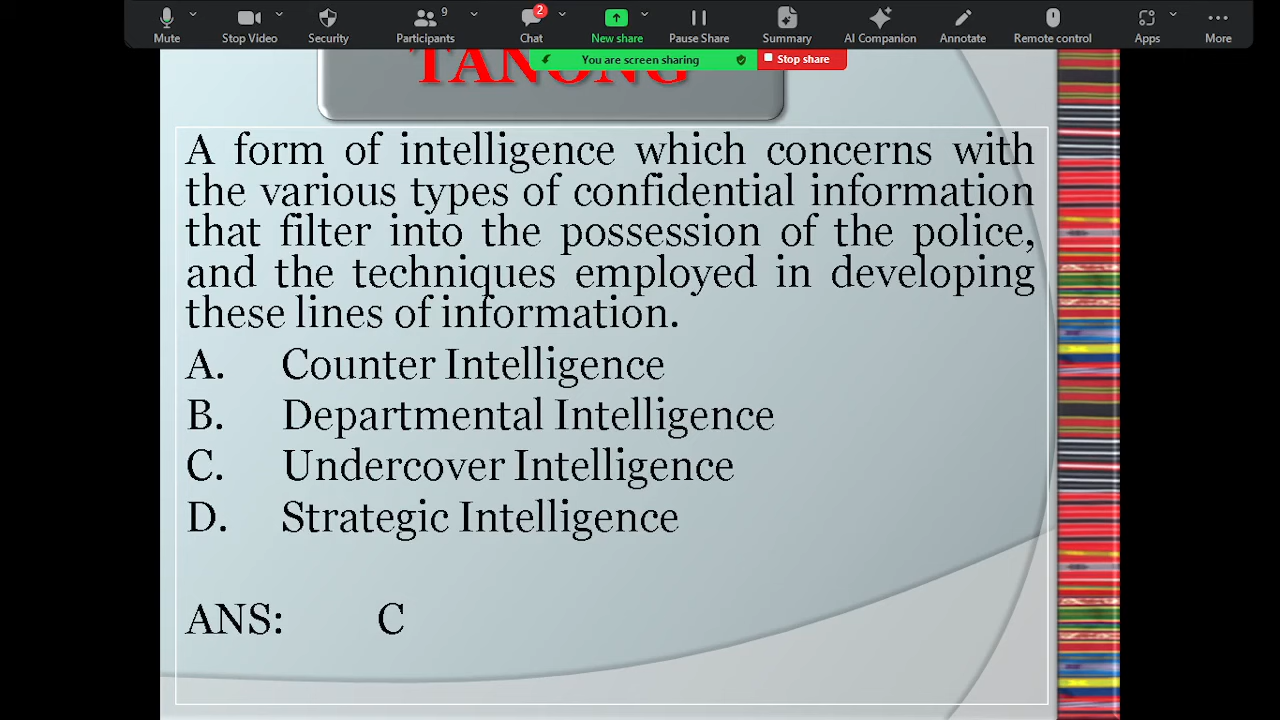 9
2
Mute Stop Video Security Participants Chat New share Pause Share Summary AI Companion Annotate Remote control Apps More
You are screen sharing Stop share
TANONG
A form of intelligence which concerns with
the various types of confidential information
that filter into the possession of the police,
and the techniques employed in developing
these lines of information.
A. Counter Intelligence
B. Departmental Intelligence
C. Undercover Intelligence
D. Strategic Intelligence
ANS: C